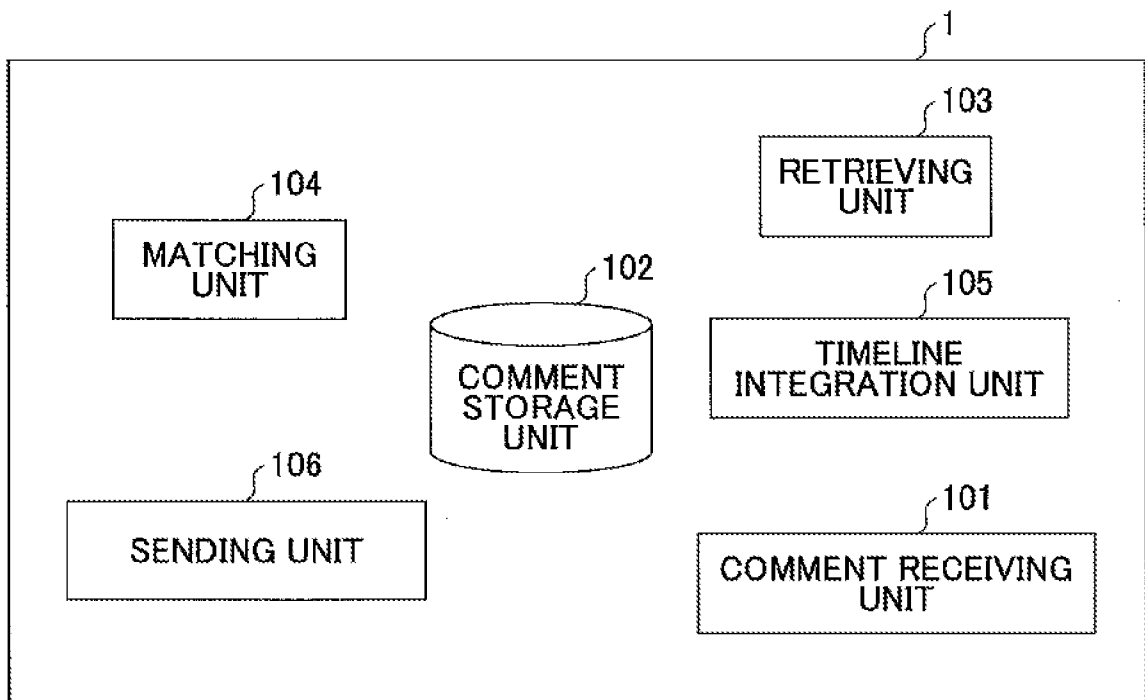 1
103
RETRIEVING
UNIT
104
MATCHING
UNIT
102
COMMENT
STORAGE
UNIT
105
TIMELINE
INTEGRATION UNIT
106
SENDING UNIT
101
COMMENT RECEIVING
UNIT